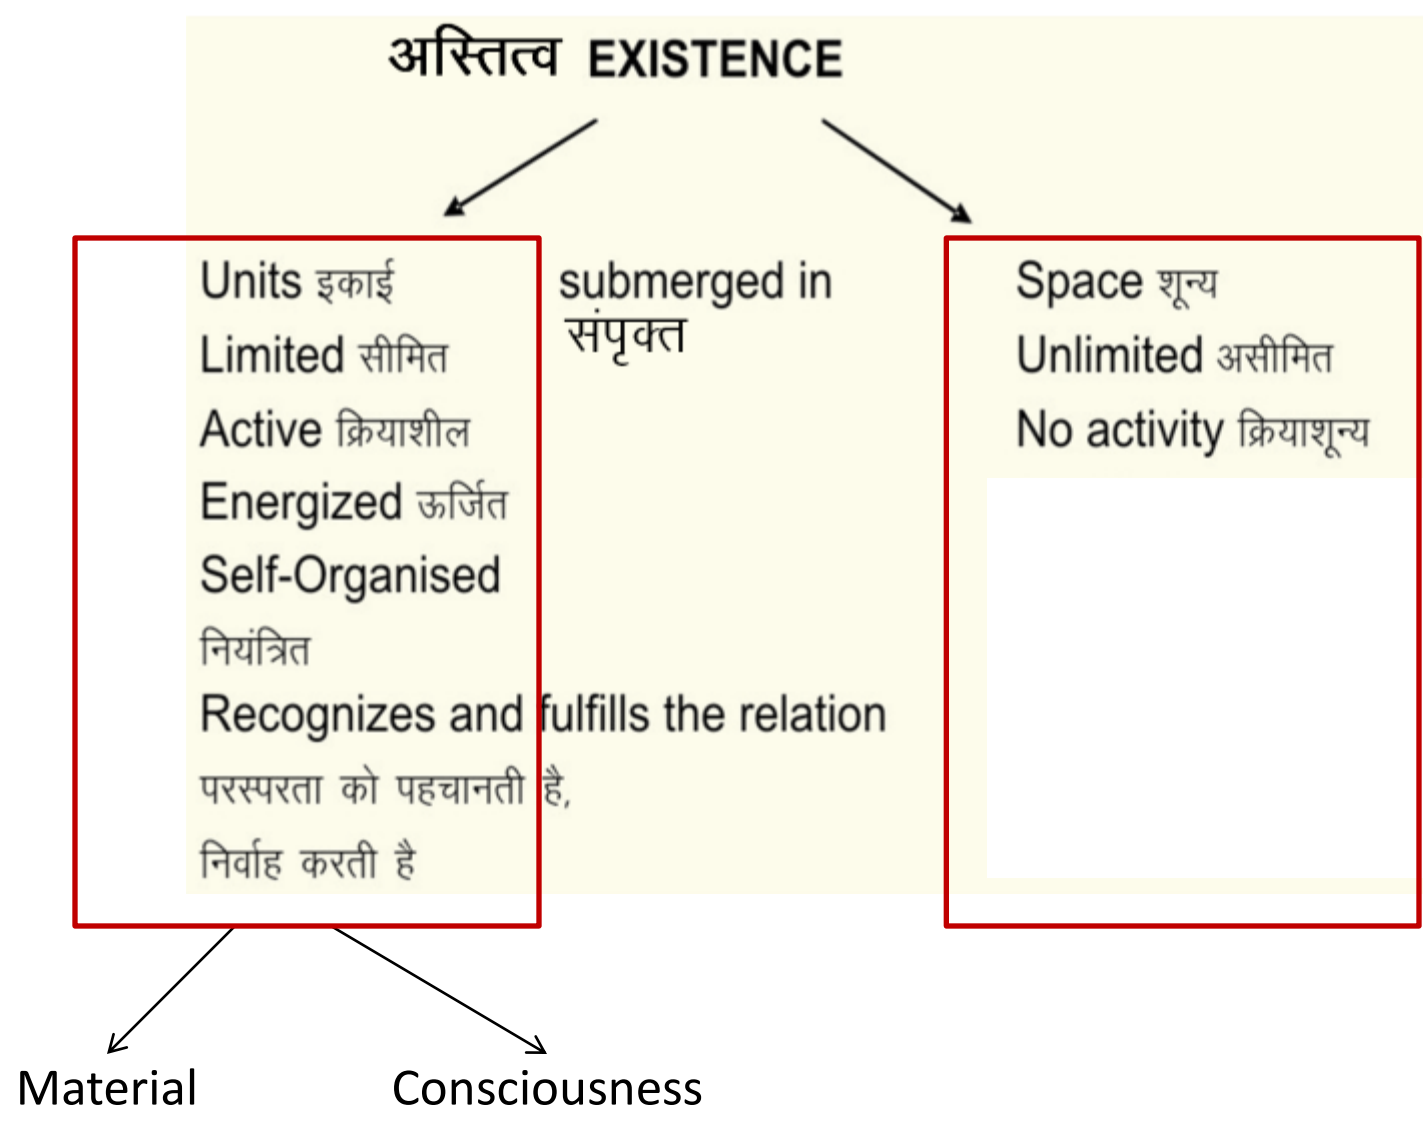 अस्तित्व EXISTENCE
Units इकाई submerged in Space शून्य
संपृक्त
Limited सीमित Unlimited असीमित
Active क्रियाशील No activity क्रियाशून्य
Energized ऊर्जित
Self-Organised
नियंत्रित
Recognizes and fulfills the relation
परस्परता को पहचानती है,
निर्वाह करती है
Material Consciousness